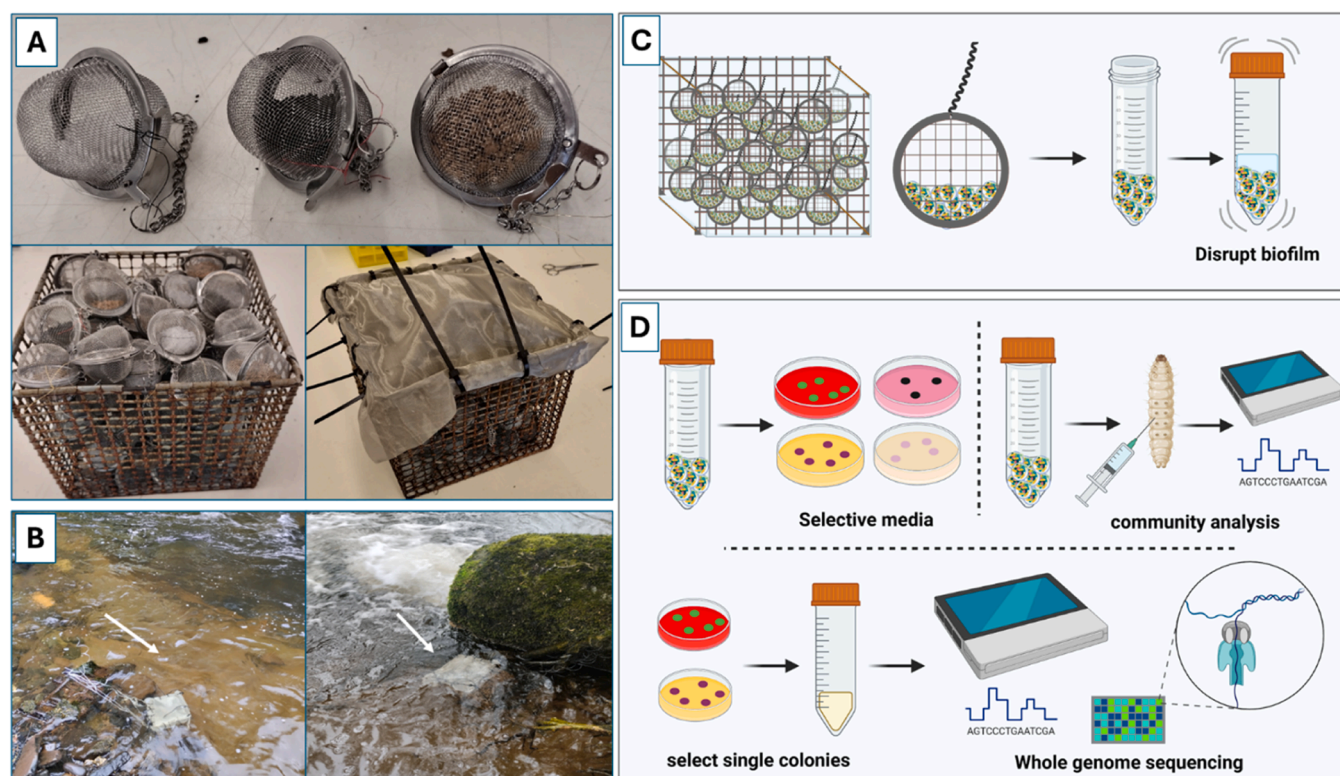 A
B
C
Disrupt biofilm
D
Selective media
AGTCCCTGAATCGA
community analysis
select single colonies
AGTCCCTGAATCGA
Whole genome sequencing